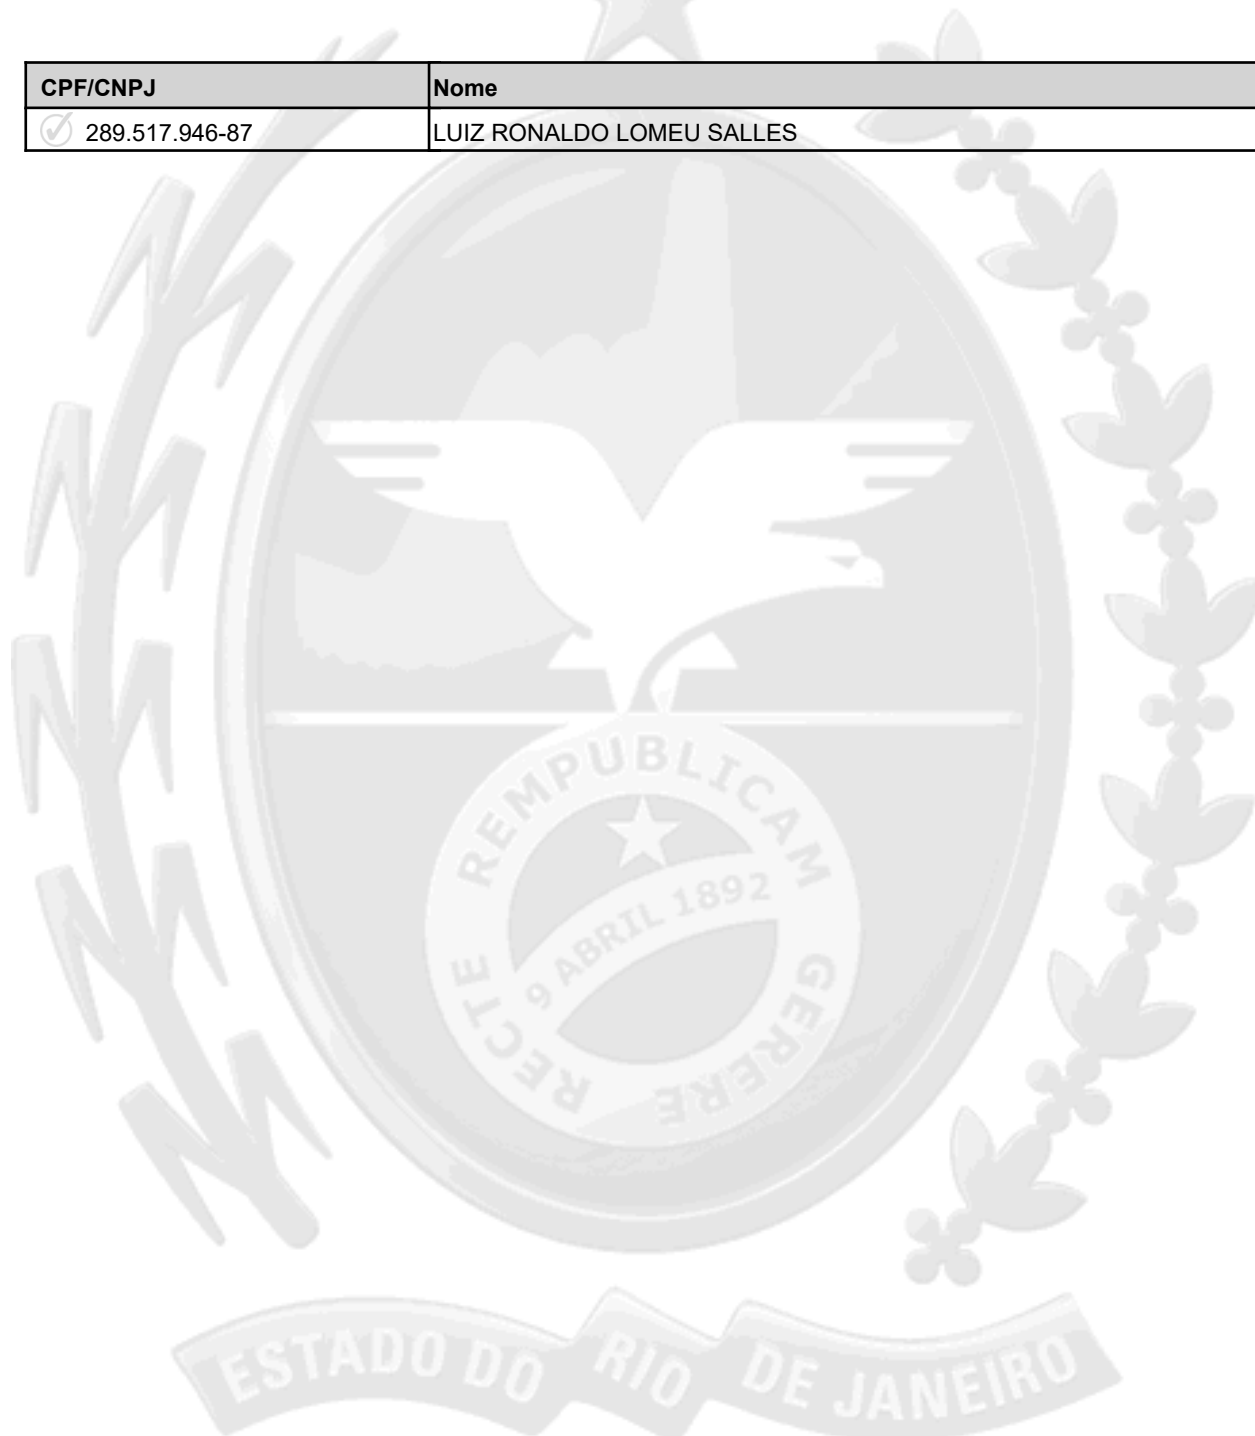 CPF/CNPJ Nome
289.517.946-87 LUIZ RONALDO LOMEU SALLES
REMPUBLICAM
9 ABRIL 1892
RECTE GERERE
ESTADO DO RIO DE JANEIRO